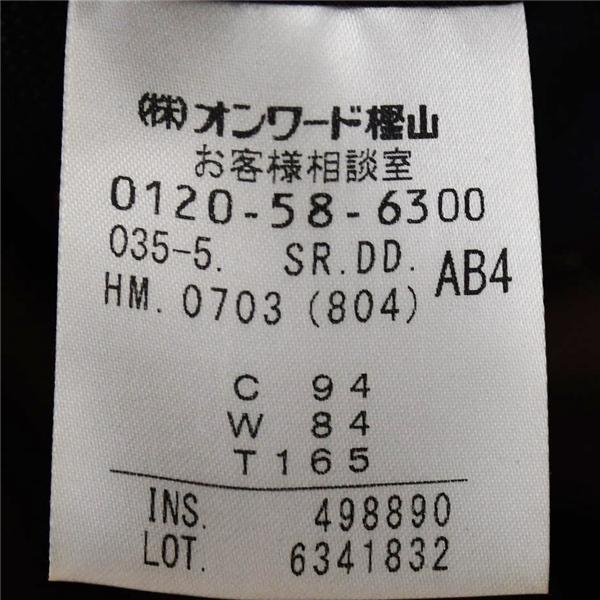 (株)オンワード樫山
お客様相談室
0120-58-6300
035-5. SR.DD. AB4
HM. 0703 (804)
C 94
W 84
T 165
INS. 498890
LOT. 6341832